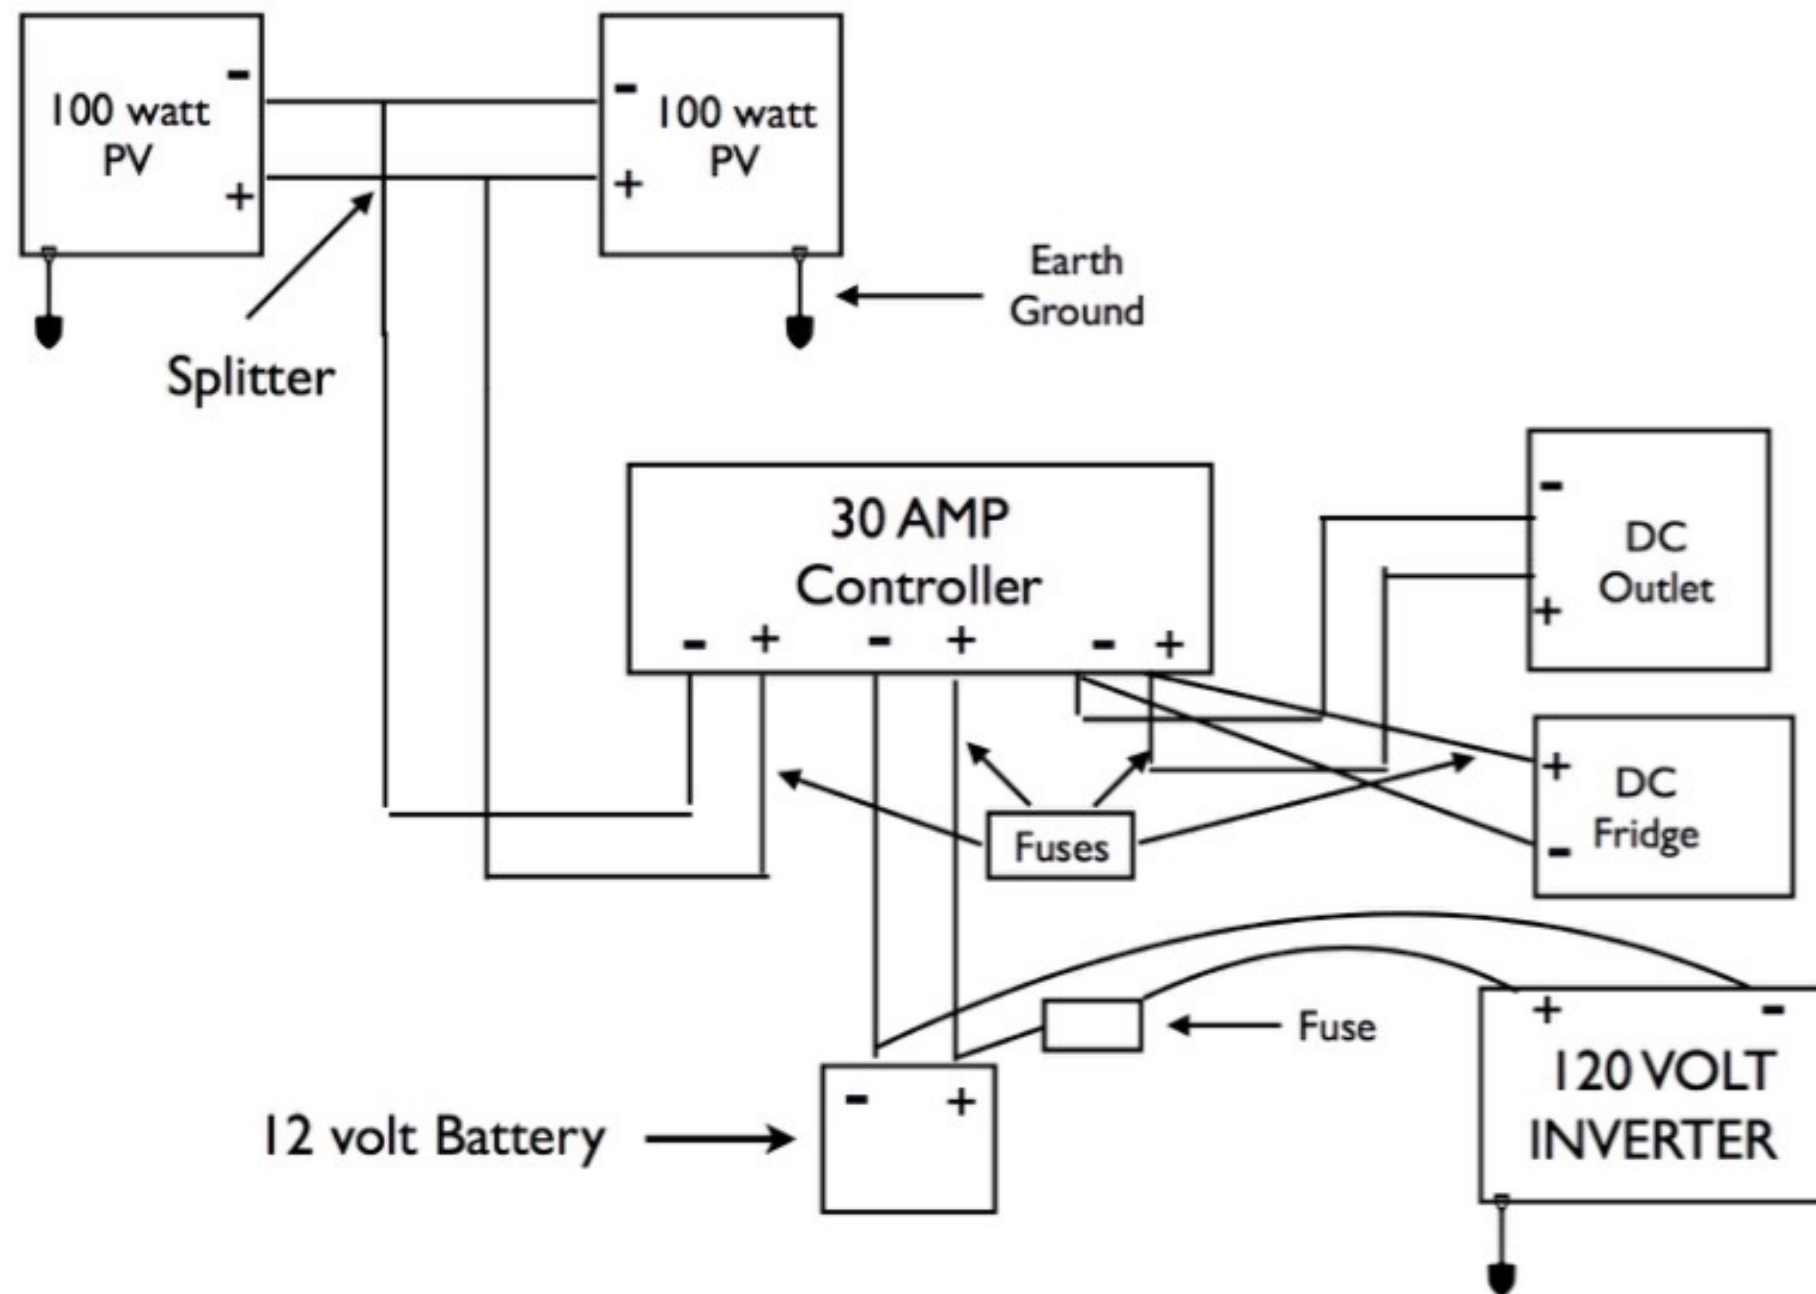 100 watt
PV
-
+
-
+
100 watt
PV
Earth
Ground
Splitter
30 AMP
Controller
- + - + - +
-
+
DC
Outlet
+
-
DC
Fridge
Fuses
Fuse
12 volt Battery
- +
+ -
120 VOLT
INVERTER